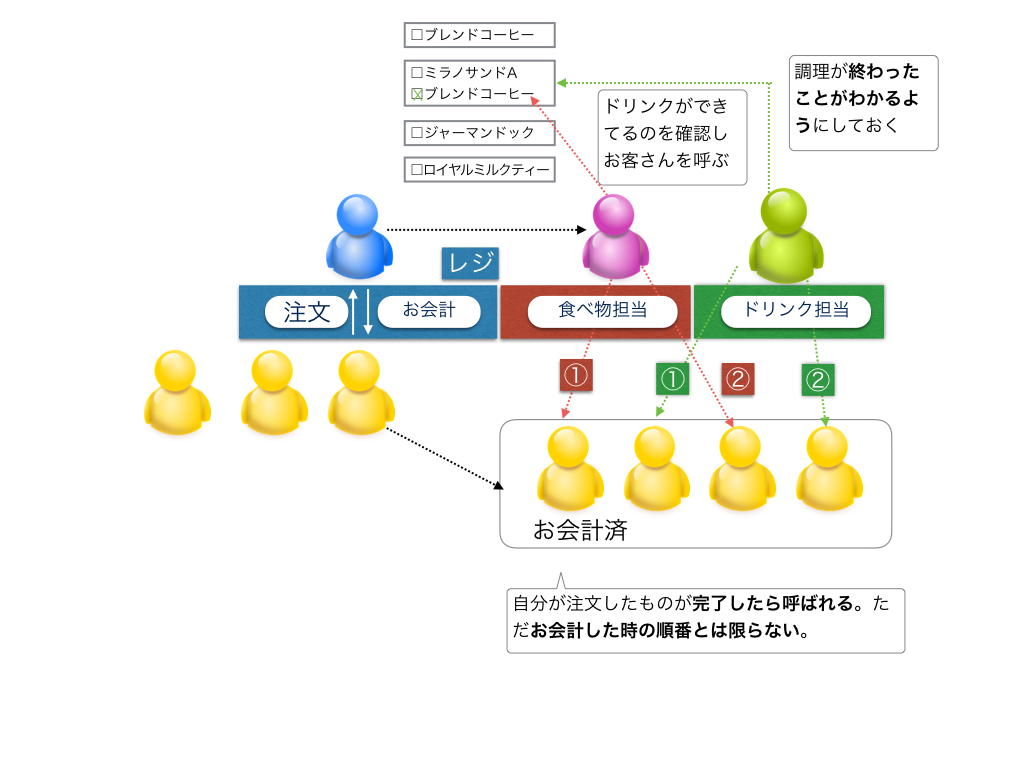 □ブレンドコーヒー
□ミラノサンドA
☒ブレンドコーヒー
□ジャーマンドック
□ロイヤルミルクティー
ドリンクができ
てるのを確認し
お客さんを呼ぶ
調理が終わった
ことがわかるよ
うにしておく
レジ
注文
お会計
食べ物担当
ドリンク担当
①
①
②
②
お会計済
自分が注文したものが完了したら呼ばれる。た
だお会計した時の順番とは限らない。